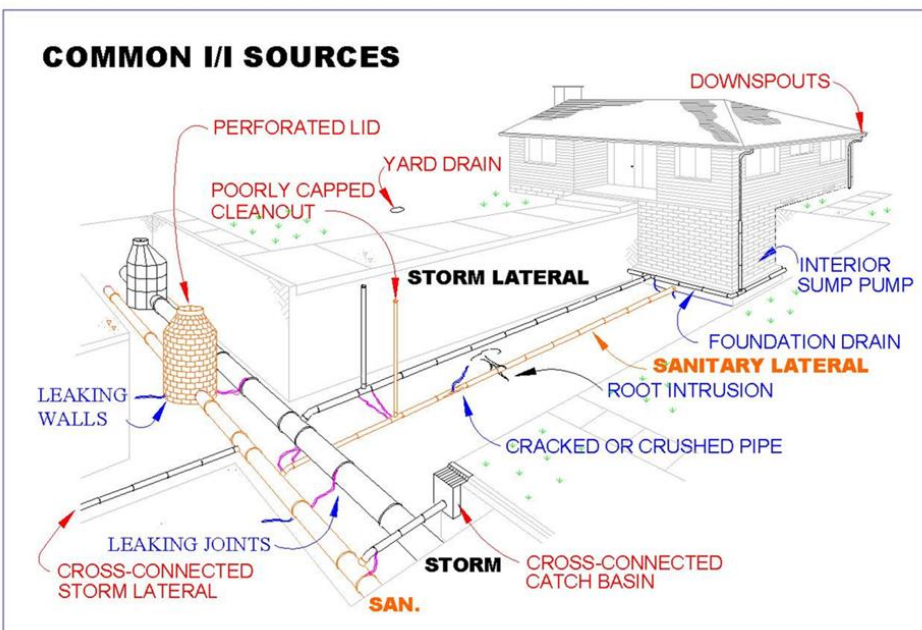 COMMON I/I SOURCES
DOWNSPOUTS
PERFORATED LID
YARD DRAIN
POORLY CAPPED
CLEANOUT
STORM LATERAL
INTERIOR
SUMP PUMP
FOUNDATION DRAIN
SANITARY LATERAL
ROOT INTRUSION
LEAKING
WALLS
CRACKED OR CRUSHED PIPE
LEAKING JOINTS
CROSS-CONNECTED
STORM LATERAL
STORM
CROSS-CONNECTED
CATCH BASIN
SAN.